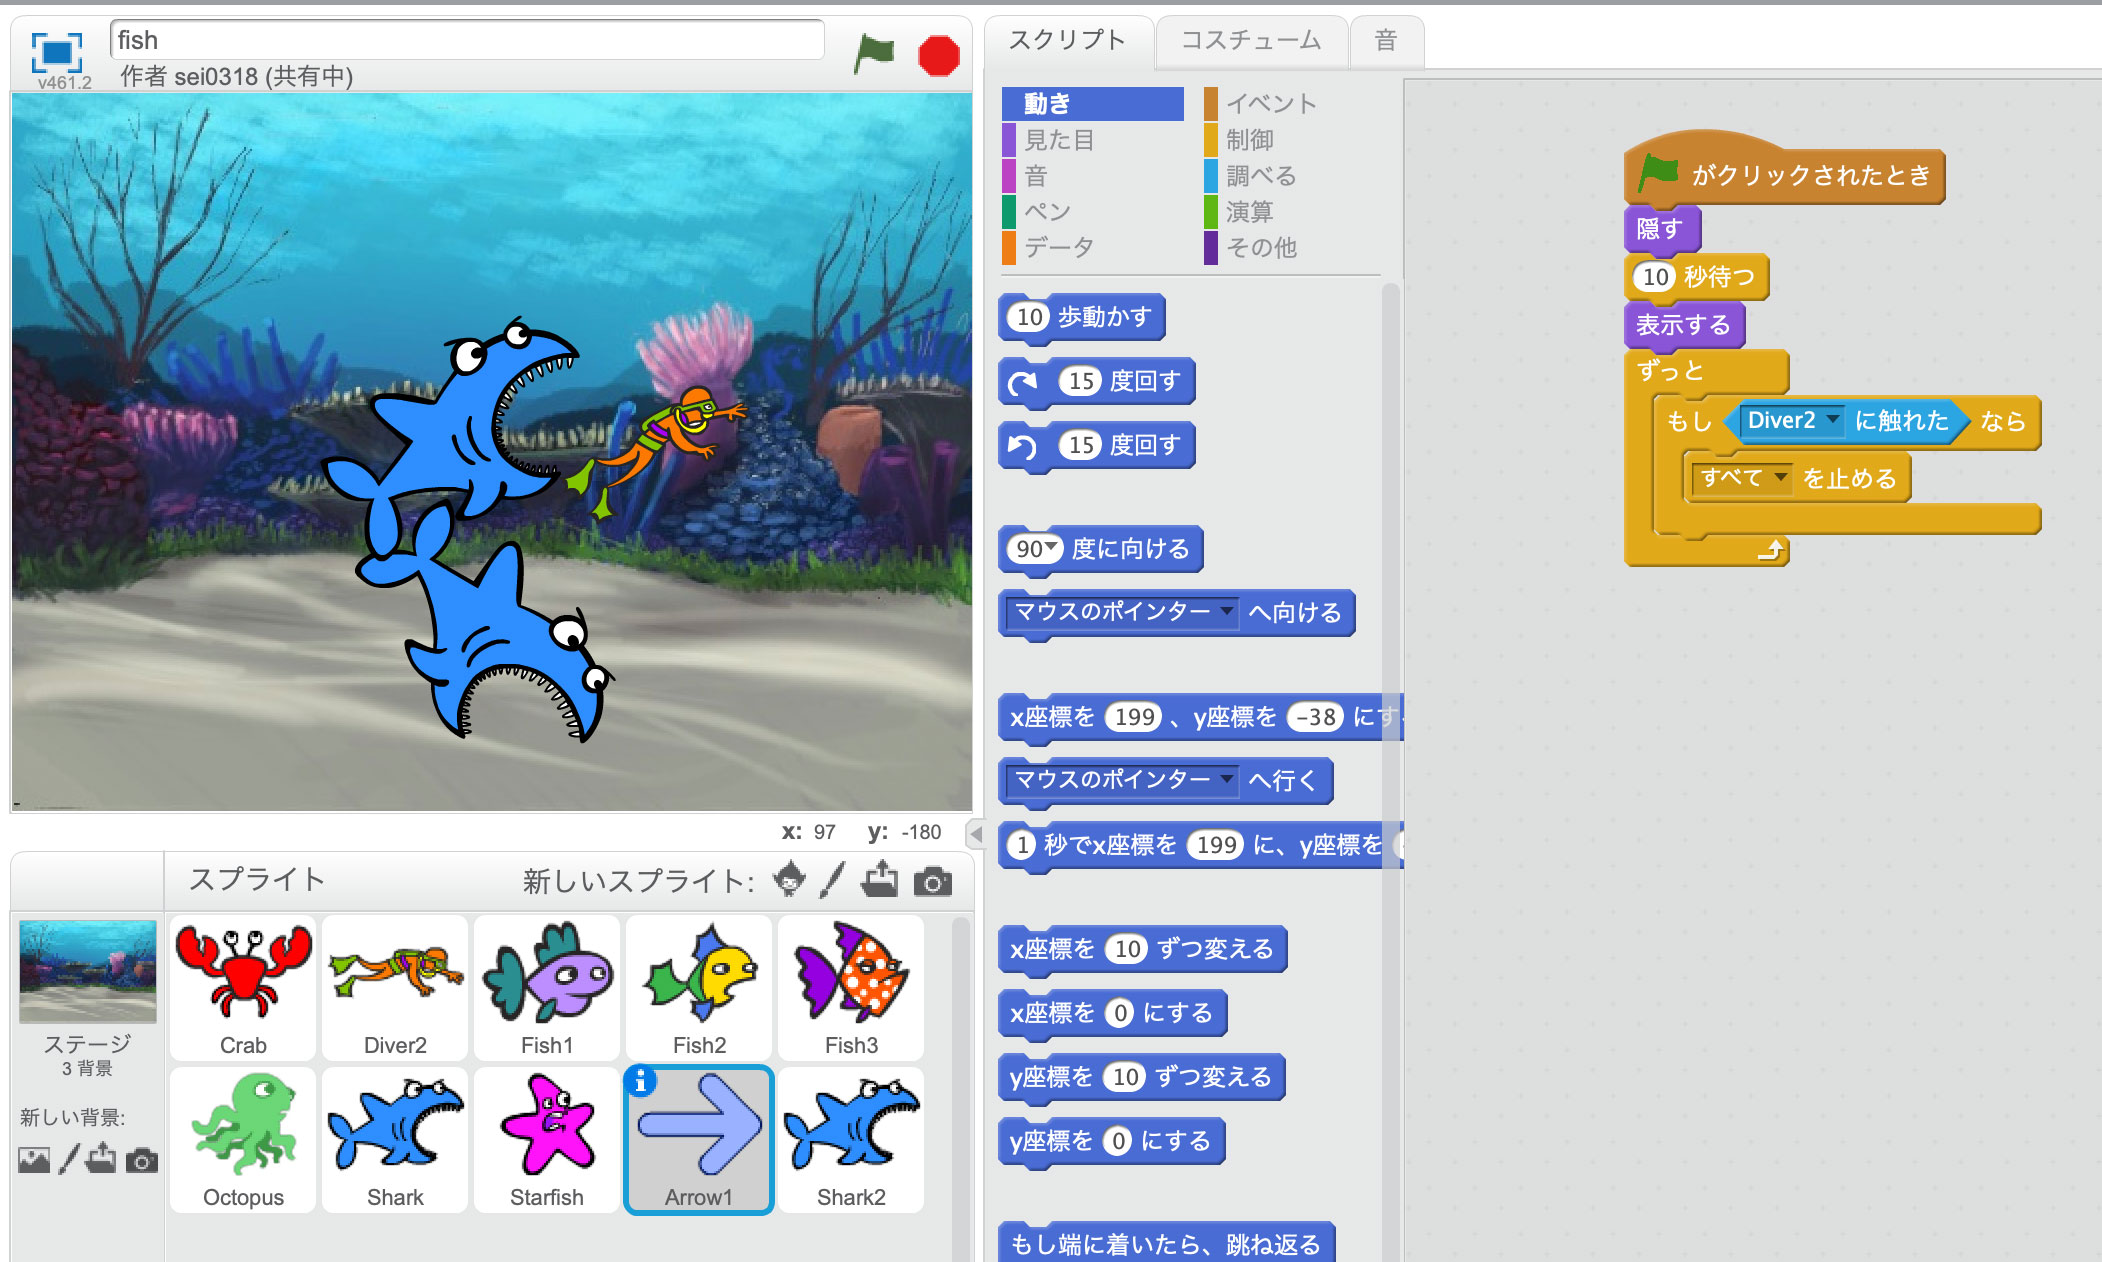 fish
v461.2
作者 sei0318 (共有中)
x: 97 y: -180
スプライト
新しいスプライト:
ステージ
3 背景
新しい背景:
Crab
Diver2
Fish1
Fish2
Fish3
Octopus
Shark
Starfish
Arrow1
Shark2
スクリプト
コスチューム
音
動き
見た目
音
ペン
データ
イベント
制御
調べる
演算
その他
10 歩動かす
15 度回す
15 度回す
90 度に向ける
マウスのポインター へ向ける
x座標を 199 、y座標を -38 にす
マウスのポインター へ行く
1 秒でx座標を 199 に、y座標を
x座標を 10 ずつ変える
x座標を 0 にする
y座標を 10 ずつ変える
y座標を 0 にする
もし端に着いたら、跳ね返る
がクリックされたとき
隠す
10 秒待つ
表示する
ずっと
もし Diver2 に触れた なら
すべて を止める